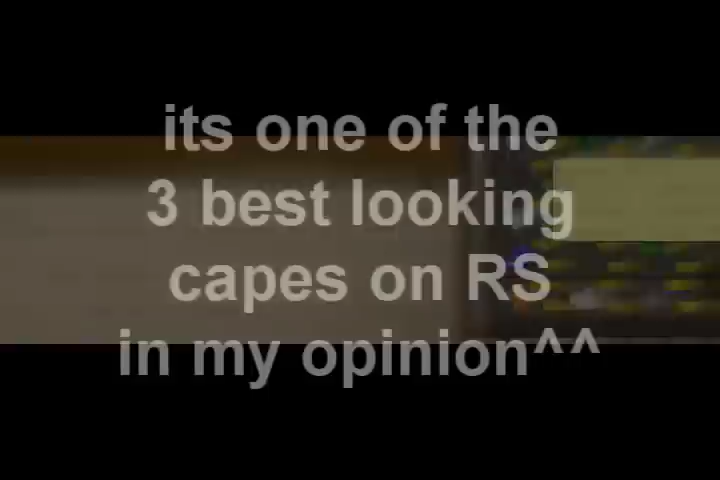 its one of the
3 best looking
capes on RS
in my opinion^^